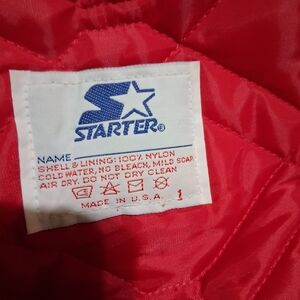 STARTER®
NAME
SHELL & LINING: 100% NYLON
COLD WATER, NO BLEACH, MILD SOAP
AIR DRY. DO NOT DRY CLEAN
MADE IN U.S.A. 1